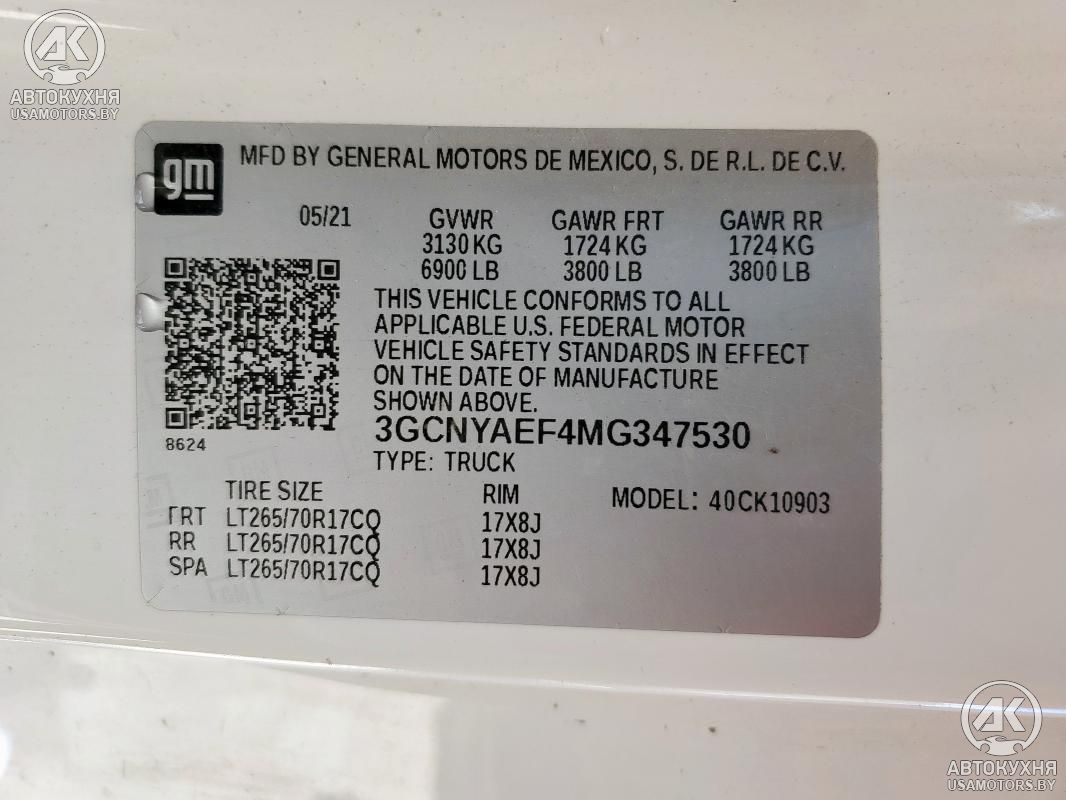 АК
АВТОКУХНЯ
USAMOTORS.BY
gm
MFD BY GENERAL MOTORS DE MEXICO, S. DE R.L. DE C.V.
05/21 GVWR GAWR FRT GAWR RR
3130 KG 1724 KG 1724 KG
6900 LB 3800 LB 3800 LB
THIS VEHICLE CONFORMS TO ALL
APPLICABLE U.S. FEDERAL MOTOR
VEHICLE SAFETY STANDARDS IN EFFECT
ON THE DATE OF MANUFACTURE
SHOWN ABOVE.
8624
3GCNYAEF4MG347530
TYPE: TRUCK
TIRE SIZE RIM MODEL: 40CK10903
FRT LT265/70R17CQ 17X8J
RR LT265/70R17CQ 17X8J
SPA LT265/70R17CQ 17X8J
АК
АВТОКУХНЯ
USAMOTORS.BY